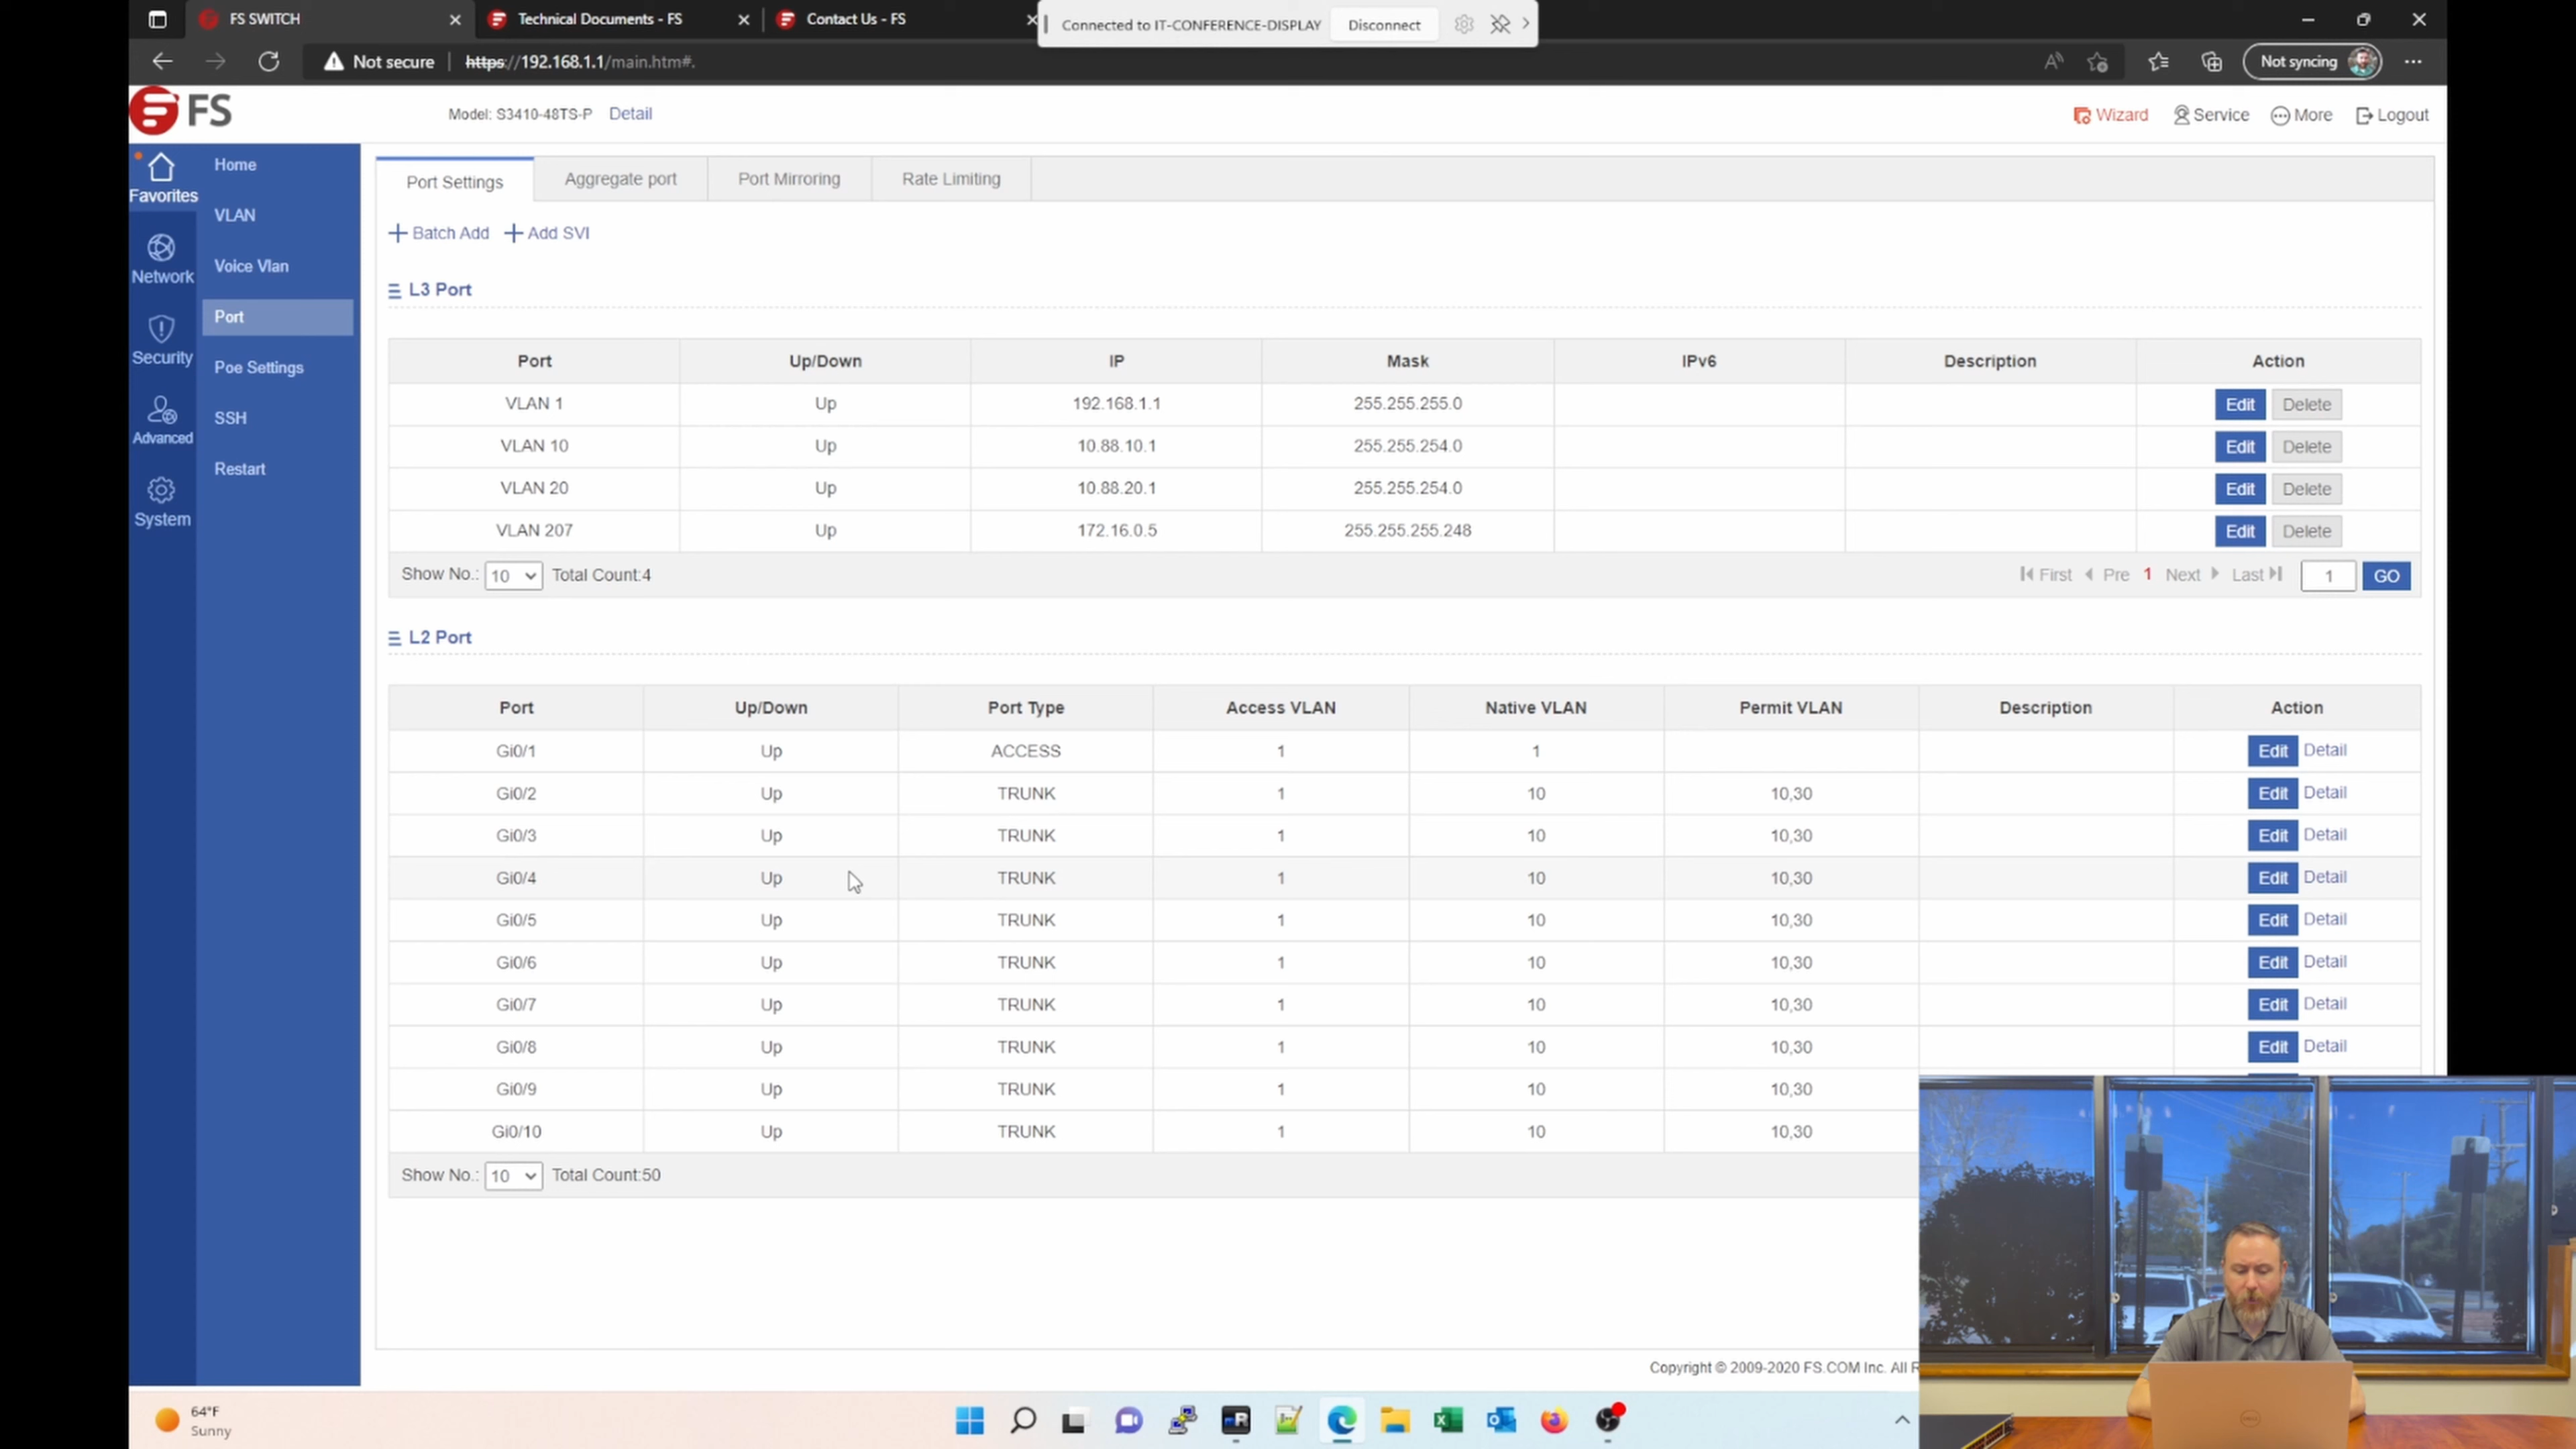 FS SWITCH
Technical Documents - FS
Contact Us - FS
Connected to IT-CONFERENCE-DISPLAY Disconnect
Not secure https://192.168.1.1/main.htm#.
Not syncing
FS
Model: S3410-48TS-P Detail
Wizard Service More Logout
Favorites
Network
Security
Advanced
System
Home
VLAN
Voice Vlan
Port
Poe Settings
SSH
Restart
Port Settings Aggregate port Port Mirroring Rate Limiting
Batch Add Add SVI
L3 Port
Port Up/Down IP Mask IPv6 Description Action
VLAN 1 Up 192.168.1.1 255.255.255.0 Edit Delete
VLAN 10 Up 10.88.10.1 255.255.254.0 Edit Delete
VLAN 20 Up 10.88.20.1 255.255.254.0 Edit Delete
VLAN 207 Up 172.16.0.5 255.255.255.248 Edit Delete
Show No.: 10 Total Count:4 First Pre 1 Next Last 1 GO
L2 Port
Port Up/Down Port Type Access VLAN Native VLAN Permit VLAN Description Action
Gi0/1 Up ACCESS 1 1 Edit Detail
Gi0/2 Up TRUNK 1 10 10,30 Edit Detail
Gi0/3 Up TRUNK 1 10 10,30 Edit Detail
Gi0/4 Up TRUNK 1 10 10,30 Edit Detail
Gi0/5 Up TRUNK 1 10 10,30 Edit Detail
Gi0/6 Up TRUNK 1 10 10,30 Edit Detail
Gi0/7 Up TRUNK 1 10 10,30 Edit Detail
Gi0/8 Up TRUNK 1 10 10,30 Edit Detail
Gi0/9 Up TRUNK 1 10 10,30
Gi0/10 Up TRUNK 1 10 10,30
Show No.: 10 Total Count:50
Copyright © 2009-2020 FS.COM Inc. All R
64°F
Sunny